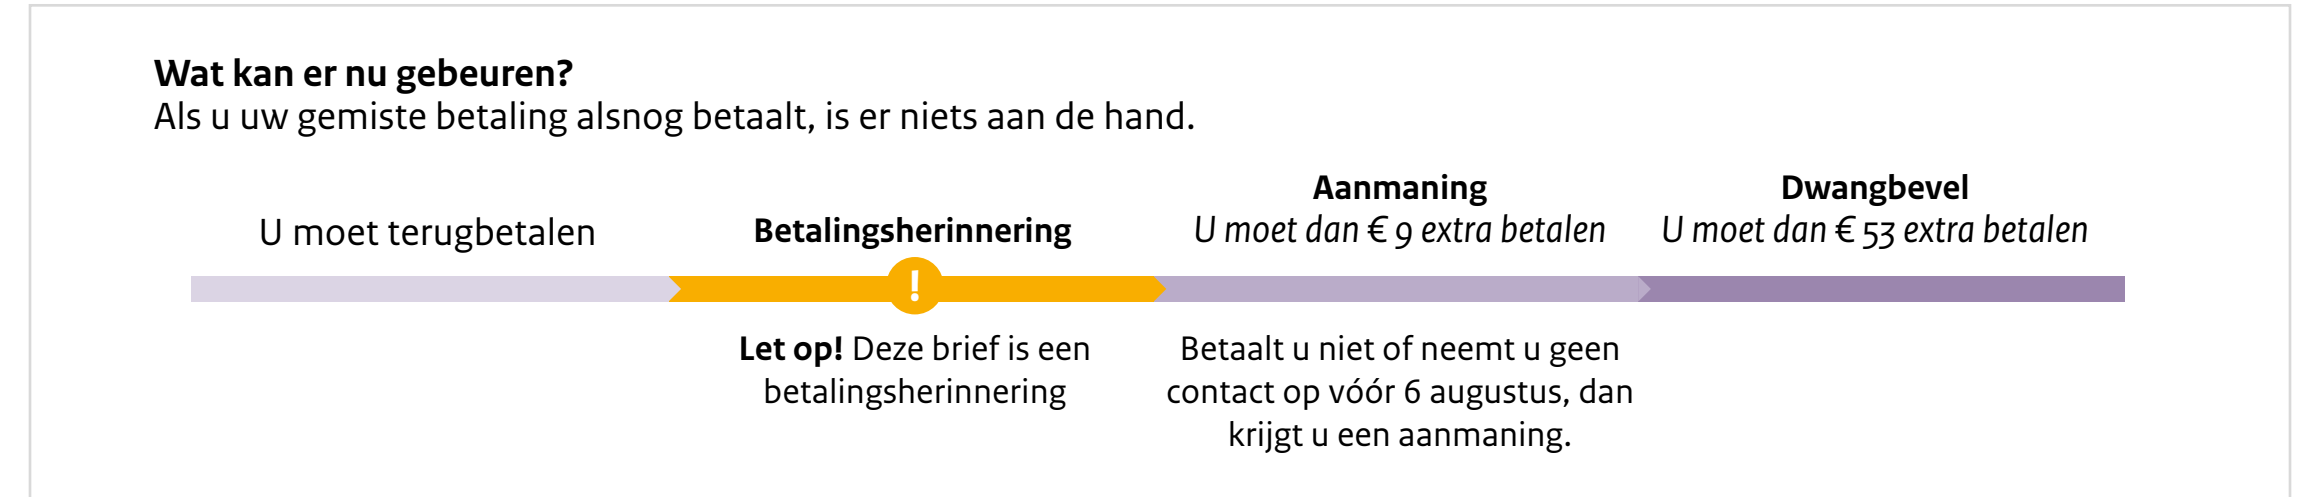 Wat kan er nu gebeuren?
Als u uw gemiste betaling alsnog betaalt, is er niets aan de hand.
U moet terugbetalen
Betalingsherinnering
Aanmaning
U moet dan € 9 extra betalen
Dwangbevel
U moet dan € 53 extra betalen
!
Let op! Deze brief is een
betalingsherinnering
Betaalt u niet of neemt u geen
contact op vóór 6 augustus, dan
krijgt u een aanmaning.